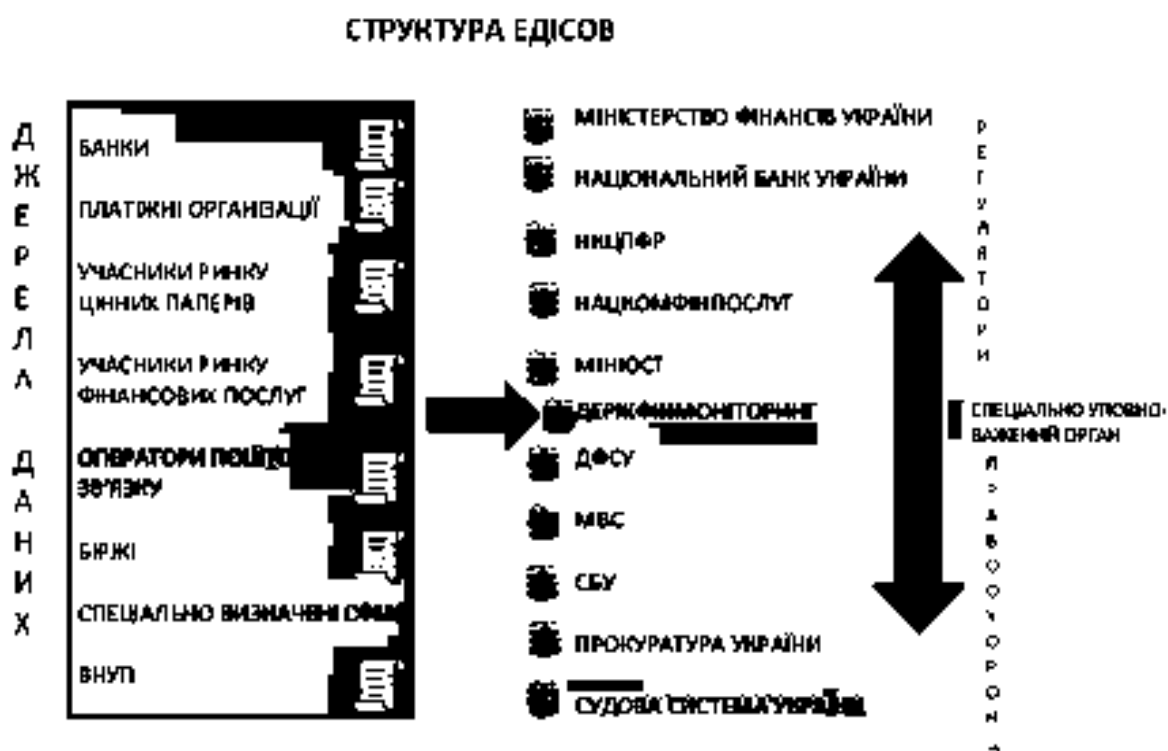 СТРУКТУРА ЕДІСОВ
ДЖЕРЕЛА ДАНИХ
БАНКИ
ПЛАТІЖНІ ОРГАНІЗАЦІЇ
УЧАСНИКИ РИНКУ
ЦІННИХ ПАПЕРІВ
УЧАСНИКИ РИНКУ
ФІНАНСОВИХ ПОСЛУГ
ОПЕРАТОРИ
ЗВ'ЯЗКУ
БІРЖІ
СПЕЦІАЛЬНО ВИЗНАЧЕНІ
ВНУП
МІНІСТЕРСТВО ФІНАНСІВ УКРАЇНИ
НАЦІОНАЛЬНИЙ БАНК УКРАЇНИ
НКЦПФР
НАЦКОМФІНПОСЛУГ
МІНЮСТ
ДЕРЖФІНМОНІТОРИНГ
ДФСУ
МВС
СБУ
ПРОКУРАТУРА УКРАЇНИ
СУДОВА СИСТЕМА УКРАЇНИ
РЕГУЛЯТОРИ
СПЕЦІАЛЬНО УПОВНО-
ВАЖЕНИЙ ОРГАН